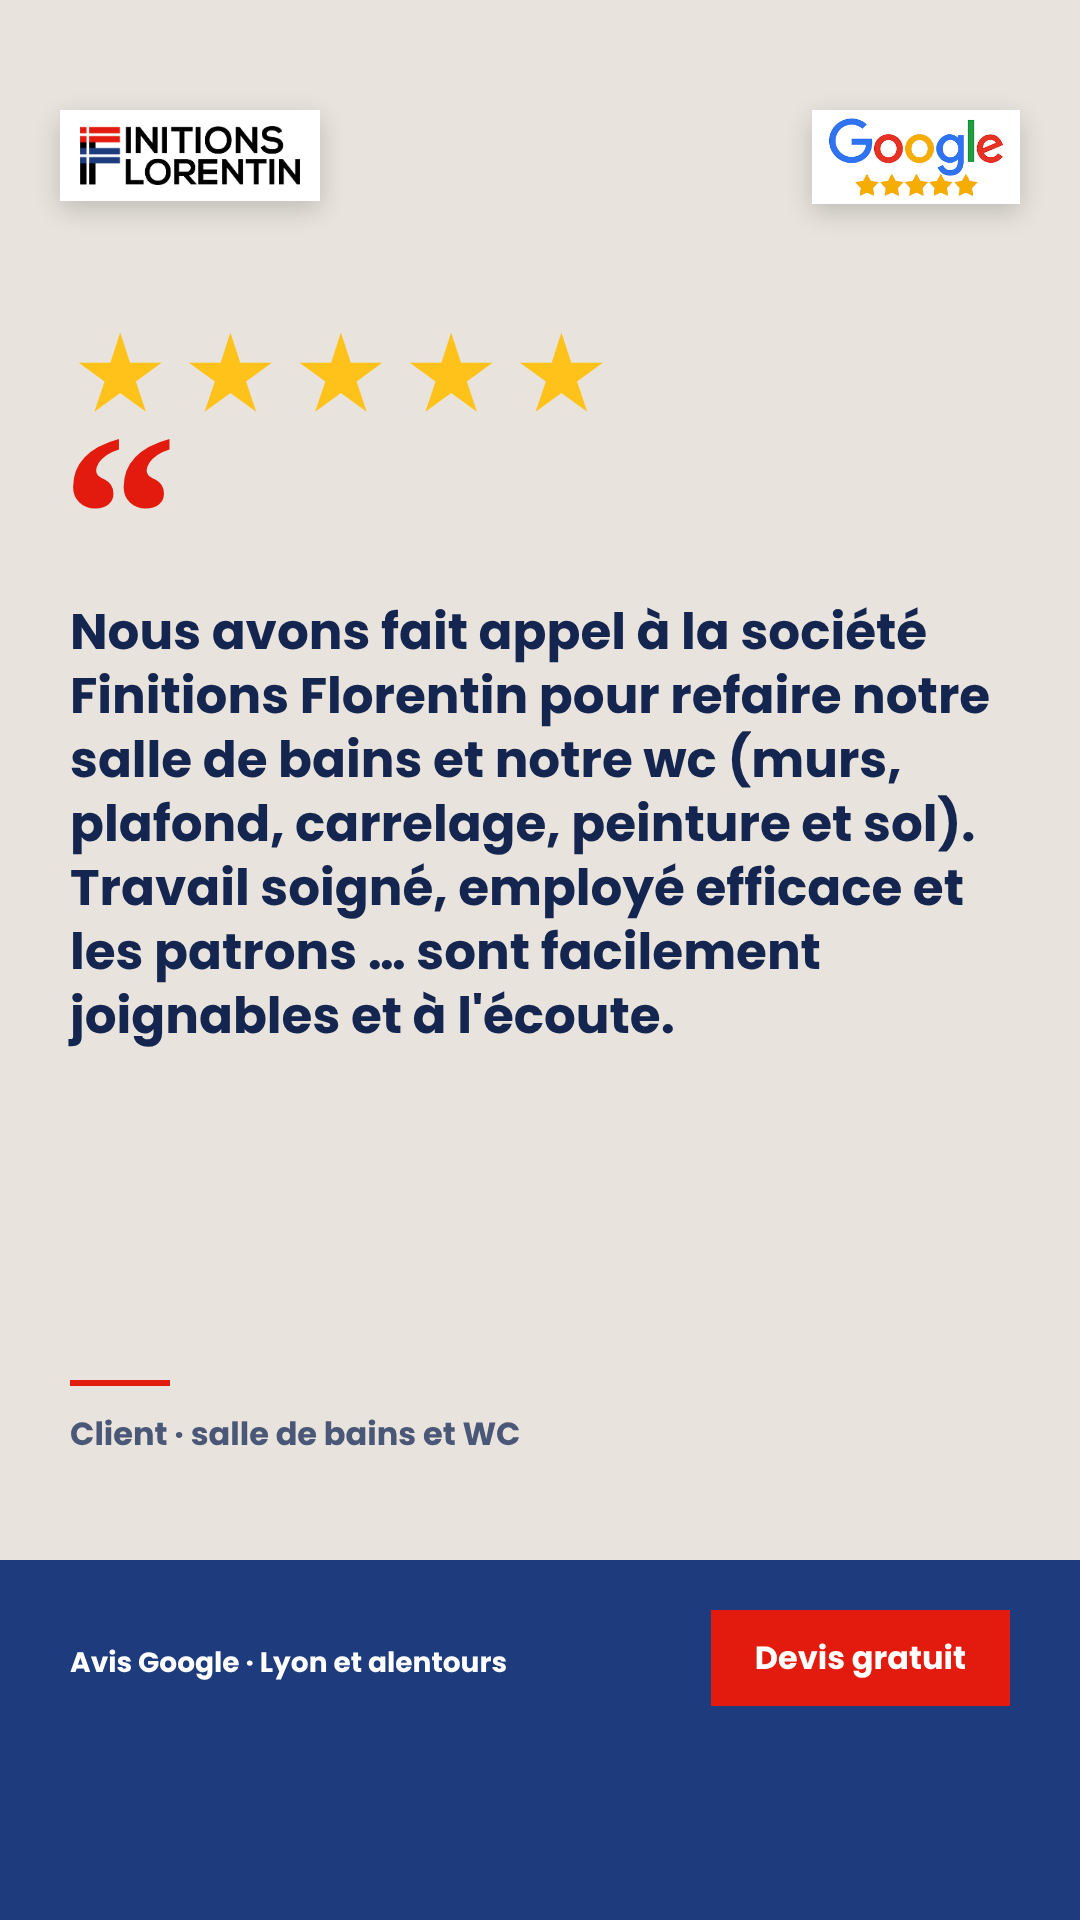 FINITIONS
FLORENTIN
Google
Nous avons fait appel à la société
Finitions Florentin pour refaire notre
salle de bains et notre wc (murs,
plafond, carrelage, peinture et sol).
Travail soigné, employé efficace et
les patrons ... sont facilement
joignables et à l'écoute.
Client · salle de bains et WC
Avis Google · Lyon et alentours
Devis gratuit